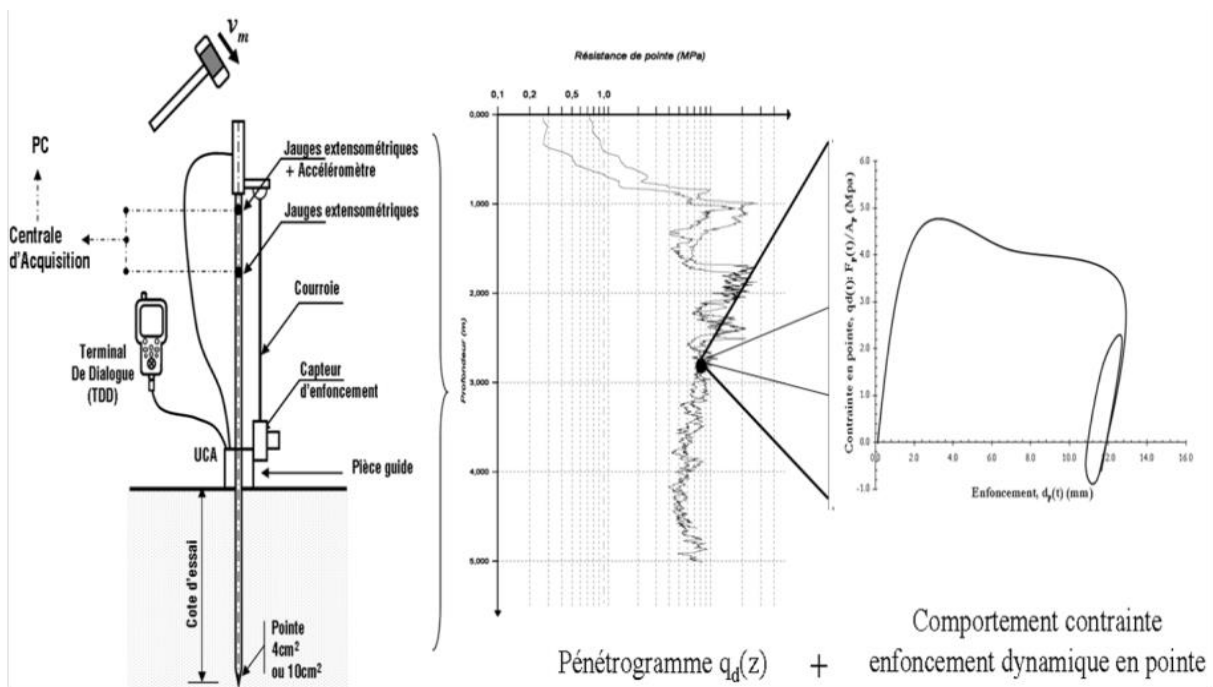 v_m
PC
Jauges extensométriques
+ Accéléromètre
Jauges extensométriques
Centrale
d'Acquisition
Courroie
Terminal
De Dialogue
(TDD)
Capteur
d'enfoncement
UCA
Pièce guide
Cote d'essai
Pointe
4cm²
ou 10cm²
Résistance de pointe (MPa)
0,1 0,2 0,5 1,0
0,000
1,000
2,000
3,000
4,000
5,000
Profondeur (m)
Contrainte en pointe, qd(t): F_p(t)/A_p (Mpa)
6.0
5.0
4.0
3.0
2.0
1.0
0.0
-1.0
0.0 2.0 4.0 6.0 8.0 10.0 12.0 14.0 16.0
Enfoncement, d_p(t) (mm)
Pénétrogramme q_d(z) +
Comportement contrainte
enfoncement dynamique en pointe